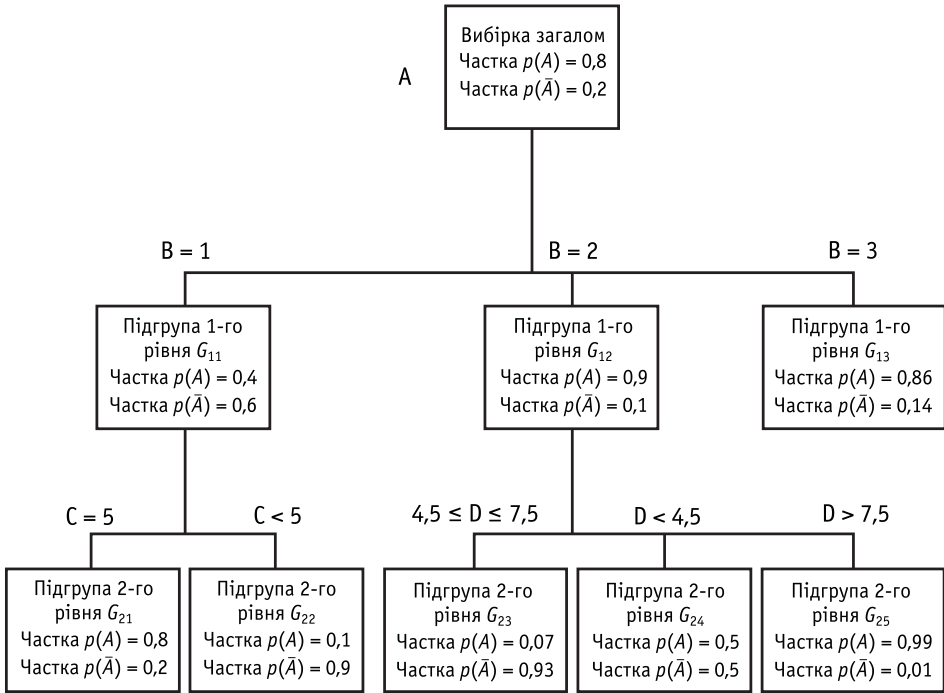 Вибірка загалом
Частка p(A) = 0,8
Частка p(Ā) = 0,2
A
B = 1
B = 2
B = 3
Підгрупа 1-го
рівня G₁₁
Частка p(A) = 0,4
Частка p(Ā) = 0,6
Підгрупа 1-го
рівня G₁₂
Частка p(A) = 0,9
Частка p(Ā) = 0,1
Підгрупа 1-го
рівня G₁₃
Частка p(A) = 0,86
Частка p(Ā) = 0,14
C = 5
C < 5
4,5 ≤ D ≤ 7,5
D < 4,5
D > 7,5
Підгрупа 2-го
рівня G₂₁
Частка p(A) = 0,8
Частка p(Ā) = 0,2
Підгрупа 2-го
рівня G₂₂
Частка p(A) = 0,1
Частка p(Ā) = 0,9
Підгрупа 2-го
рівня G₂₃
Частка p(A) = 0,07
Частка p(Ā) = 0,93
Підгрупа 2-го
рівня G₂₄
Частка p(A) = 0,5
Частка p(Ā) = 0,5
Підгрупа 2-го
рівня G₂₅
Частка p(A) = 0,99
Частка p(Ā) = 0,01